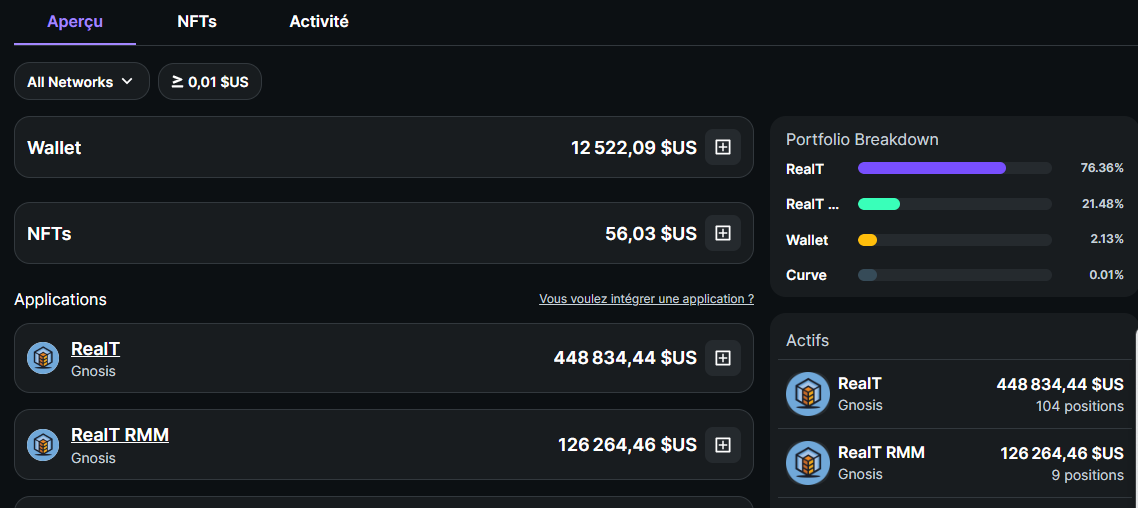 Aperçu
NFTs
Activité
All Networks
≥ 0,01 $US
Wallet
12 522,09 $US
NFTs
56,03 $US
Applications
Vous voulez intégrer une application ?
RealT
Gnosis
448 834,44 $US
RealT RMM
Gnosis
126 264,46 $US
Portfolio Breakdown
RealT
76.36%
RealT ...
21.48%
Wallet
2.13%
Curve
0.01%
Actifs
RealT
448 834,44 $US
Gnosis
104 positions
RealT RMM
126 264,46 $US
Gnosis
9 positions